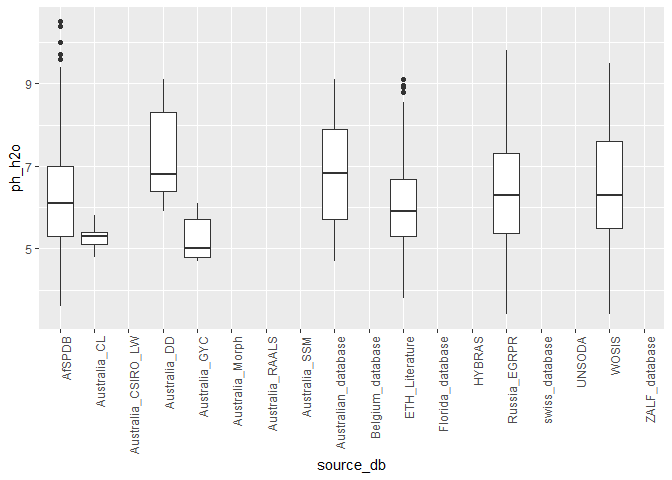 9
7
5
ph_h2o
AfSPDB
Australia_CL
Australia_CSIRO_LW
Australia_DD
Australia_GYC
Australia_Morph
Australia_RAALS
Australia_SSM
Australian_database
Belgium_database
ETH_Literature
Florida_database
HYBRAS
Russia_EGRPR
swiss_database
UNSODA
WOSIS
ZALF_database
source_db